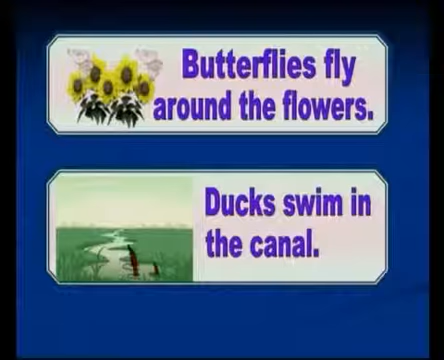 Butterflies fly
around the flowers.
Ducks swim in
the canal.